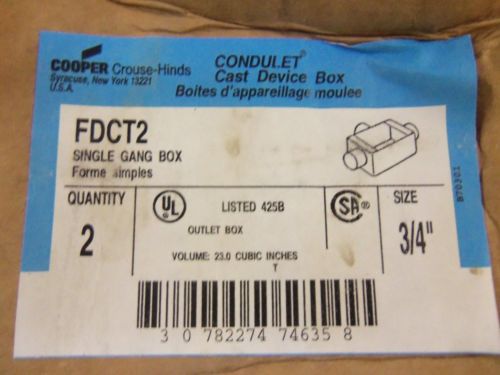 COOPER Crouse-Hinds
Syracuse, New York 13221
U.S.A.
CONDULET®
Cast Device Box
Boites d'appareillage moulee
FDCT2
SINGLE GANG BOX
Forme simples
B70301
QUANTITY
2
UL
LISTED 425B
SA®
SIZE
3/4"
OUTLET BOX
VOLUME: 23.0 CUBIC INCHES
T
3 0 782274 74635 8